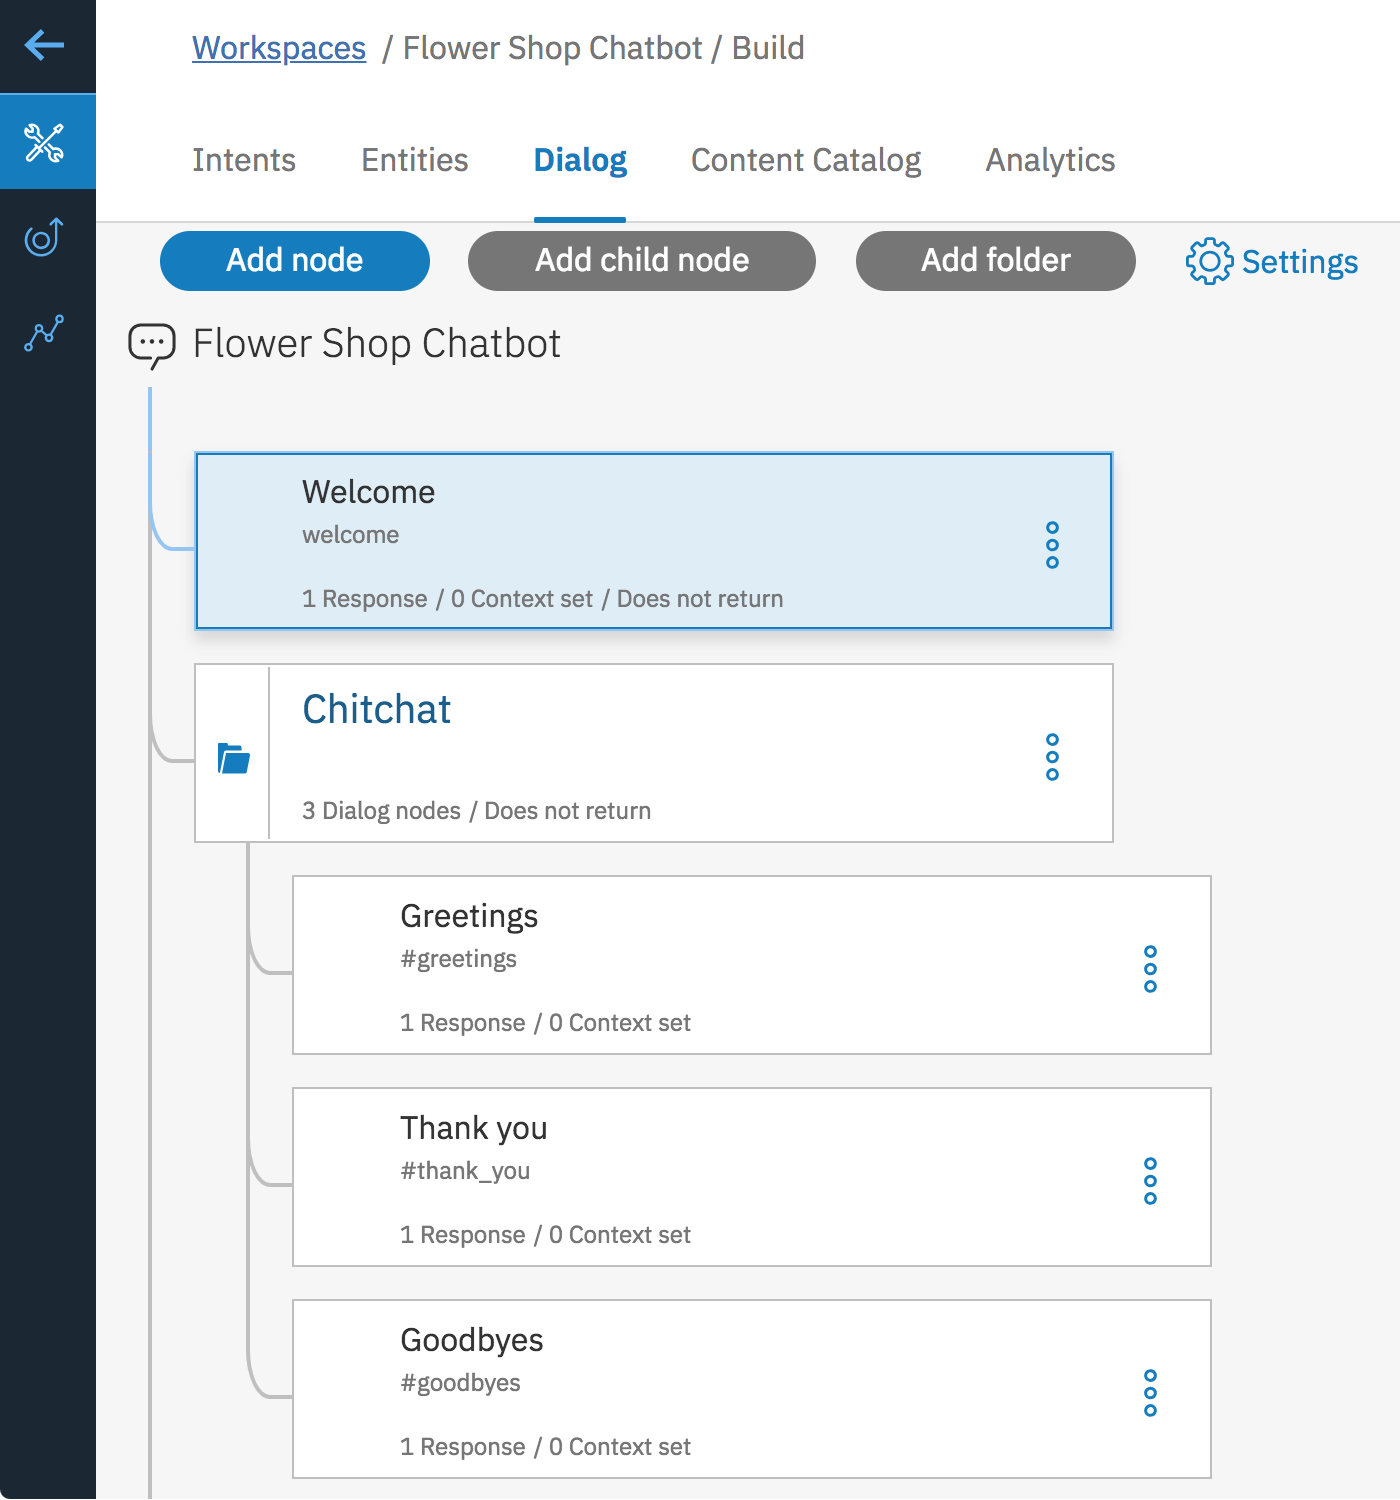 Workspaces / Flower Shop Chatbot / Build
Intents Entities Dialog Content Catalog Analytics
Add node Add child node Add folder Settings
Flower Shop Chatbot
Welcome
welcome
1 Response / 0 Context set / Does not return
Chitchat
3 Dialog nodes / Does not return
Greetings
#greetings
1 Response / 0 Context set
Thank you
#thank_you
1 Response / 0 Context set
Goodbyes
#goodbyes
1 Response / 0 Context set